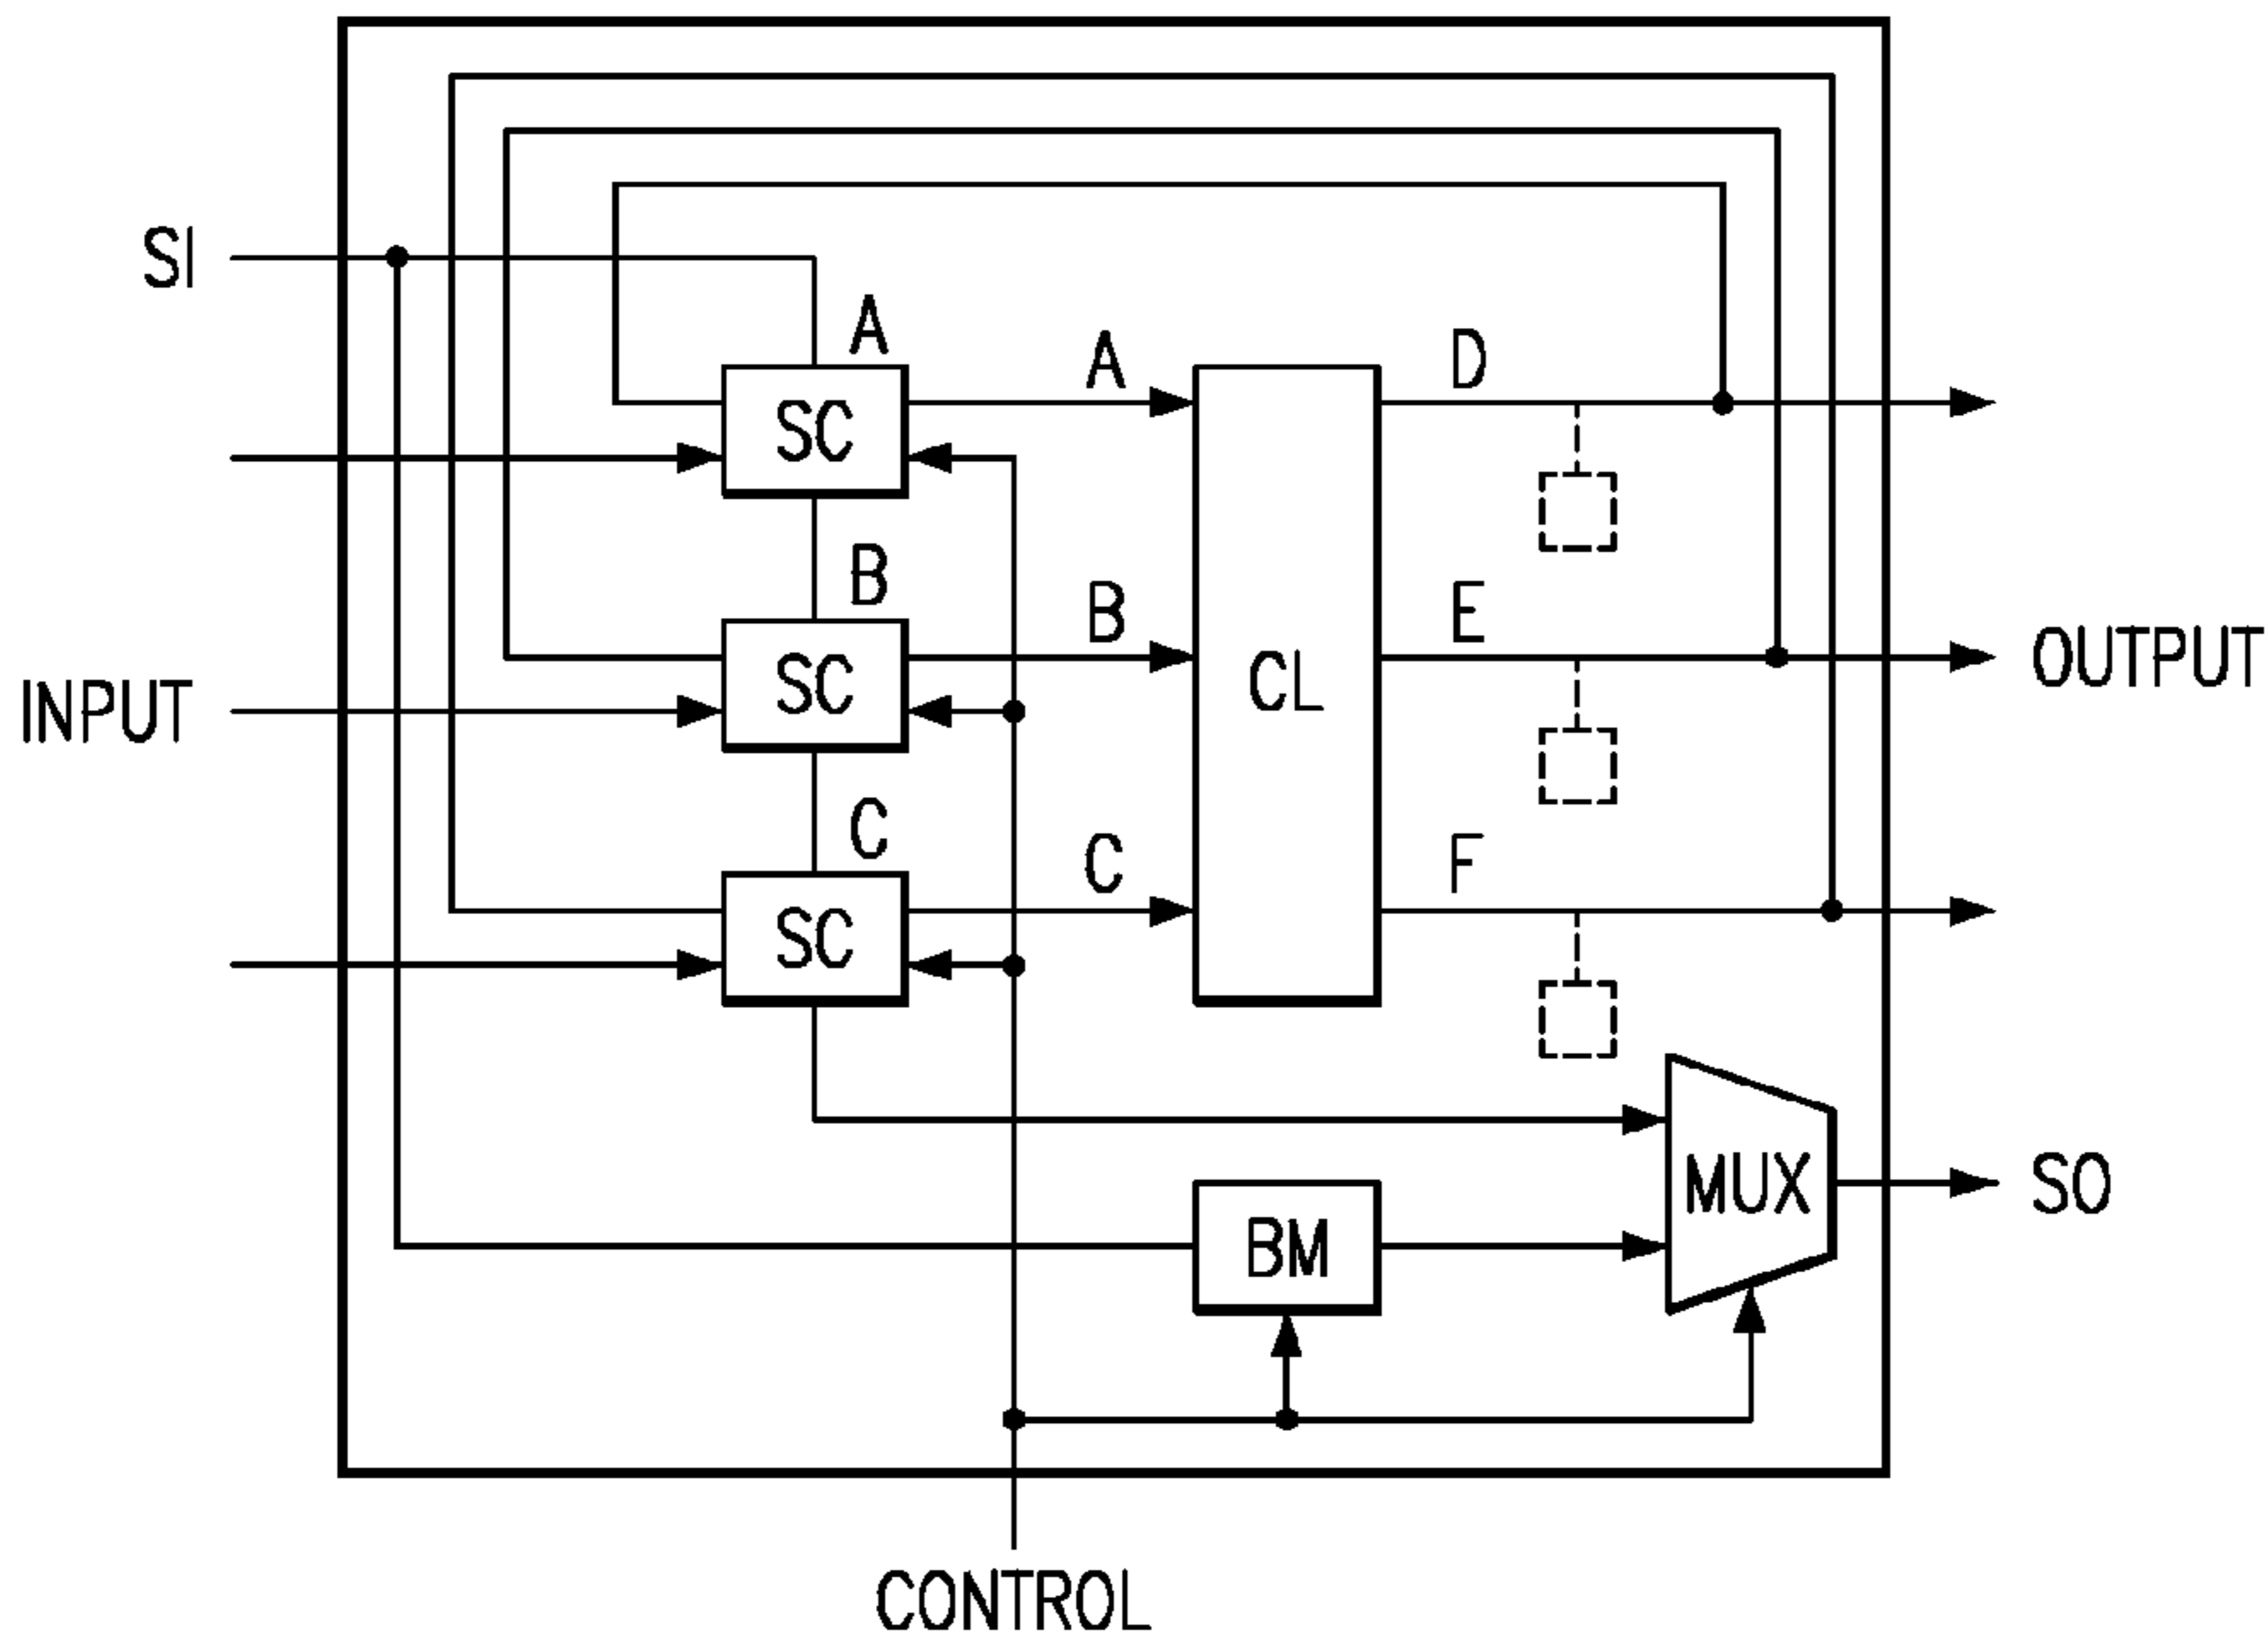 SI
A
A
D
SC
B
B
E
SC
CL
OUTPUT
INPUT
C
C
F
SC
MUX
SO
BM
CONTROL